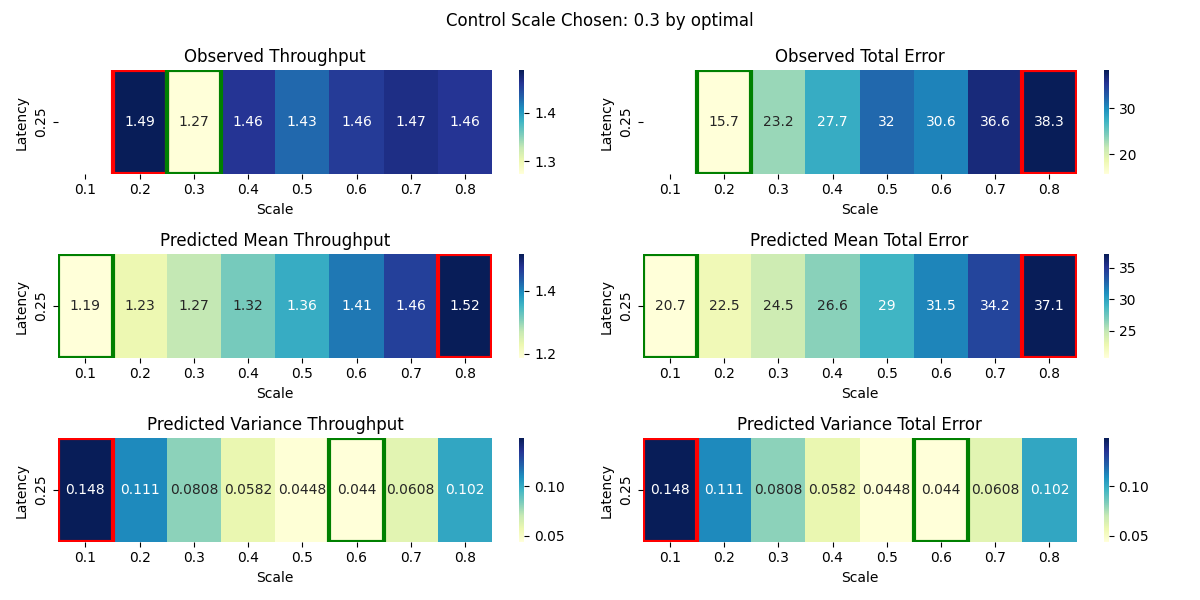 Control Scale Chosen: 0.3 by optimal
Observed Throughput
Latency
0.25
1.49 1.27 1.46 1.43 1.46 1.47 1.46
0.1 0.2 0.3 0.4 0.5 0.6 0.7 0.8
Scale
1.4
1.3
Observed Total Error
Latency
0.25
15.7 23.2 27.7 32 30.6 36.6 38.3
0.1 0.2 0.3 0.4 0.5 0.6 0.7 0.8
Scale
30
20
Predicted Mean Throughput
Latency
0.25
1.19 1.23 1.27 1.32 1.36 1.41 1.46 1.52
0.1 0.2 0.3 0.4 0.5 0.6 0.7 0.8
Scale
1.4
1.2
Predicted Mean Total Error
Latency
0.25
20.7 22.5 24.5 26.6 29 31.5 34.2 37.1
0.1 0.2 0.3 0.4 0.5 0.6 0.7 0.8
Scale
35
30
25
Predicted Variance Throughput
Latency
0.25
0.148 0.111 0.0808 0.0582 0.0448 0.044 0.0608 0.102
0.1 0.2 0.3 0.4 0.5 0.6 0.7 0.8
Scale
0.10
0.05
Predicted Variance Total Error
Latency
0.25
0.148 0.111 0.0808 0.0582 0.0448 0.044 0.0608 0.102
0.1 0.2 0.3 0.4 0.5 0.6 0.7 0.8
Scale
0.10
0.05